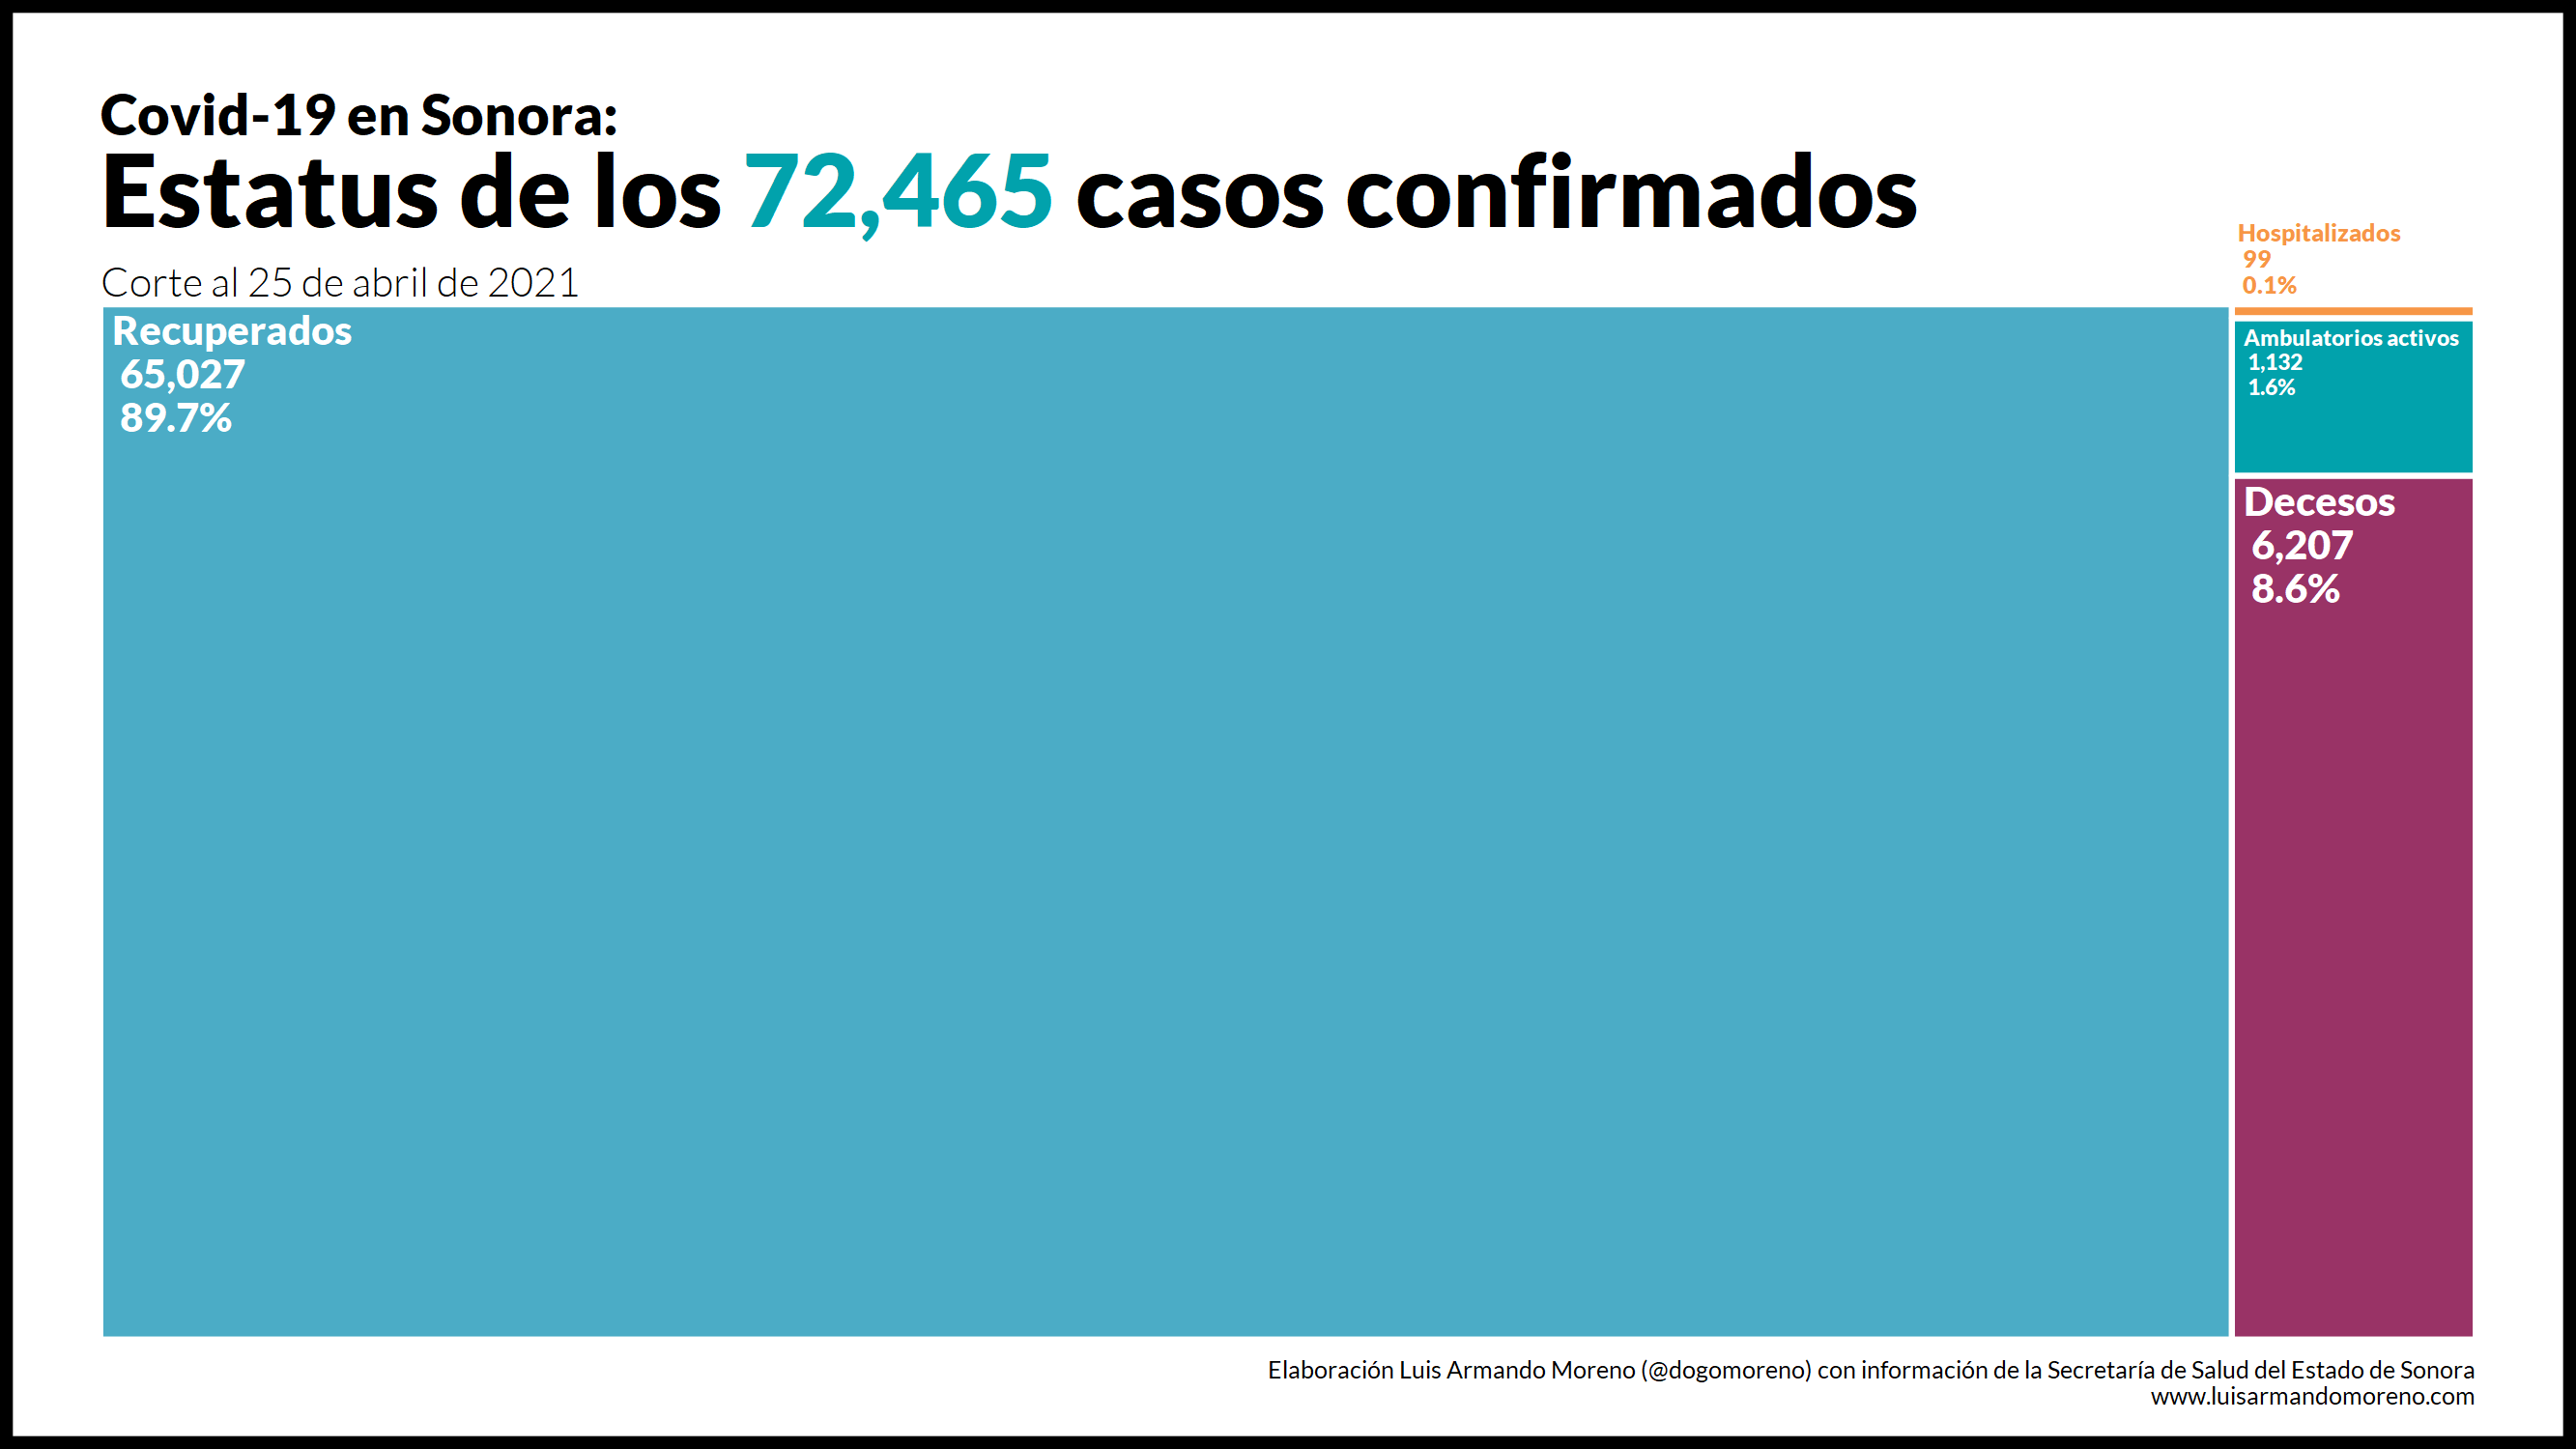 Covid-19 en Sonora:
Estatus de los 72,465 casos confirmados
Corte al 25 de abril de 2021
Recuperados
65,027
89.7%
Hospitalizados
99
0.1%
Ambulatorios activos
1,132
1.6%
Decesos
6,207
8.6%
Elaboración Luis Armando Moreno (@dogomoreno) con información de la Secretaría de Salud del Estado de Sonora
www.luisarmandomoreno.com